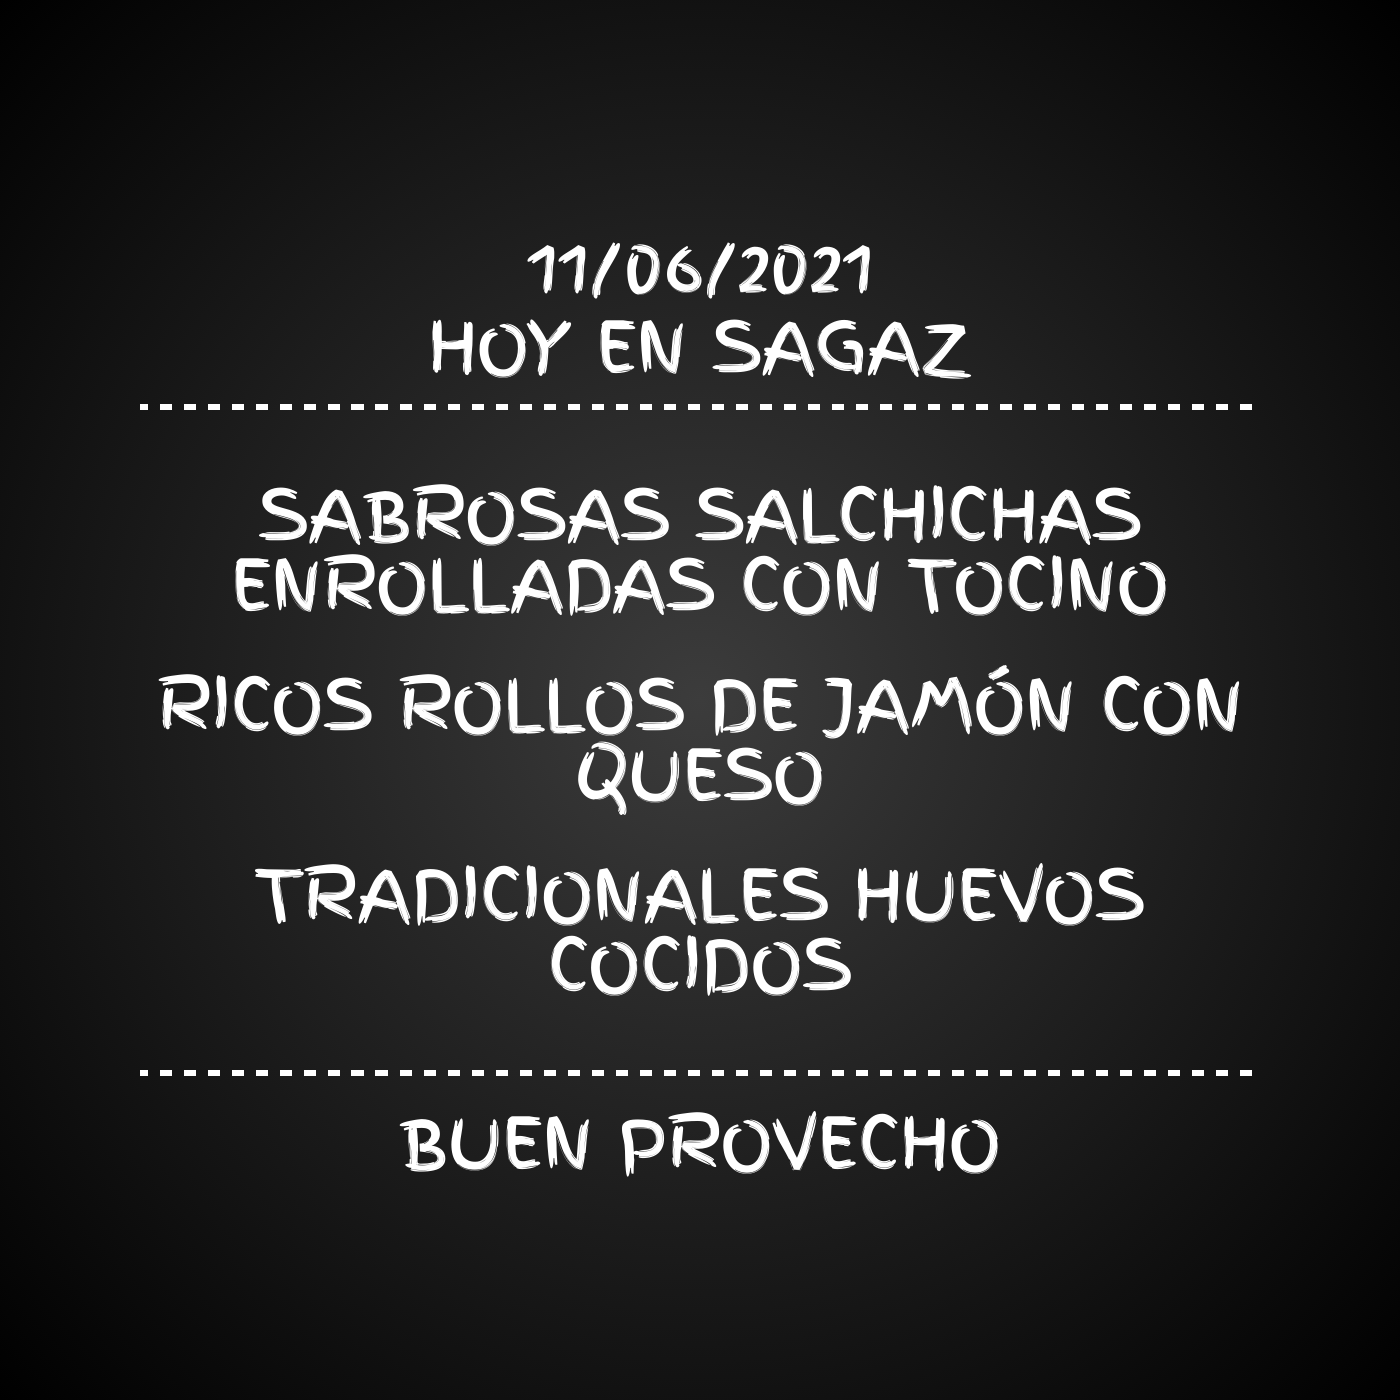 11/06/2021
HOY EN SAGAZ
SABROSAS SALCHICHAS
ENROLLADAS CON TOCINO
RICOS ROLLOS DE JAMÓN CON
QUESO
TRADICIONALES HUEVOS
COCIDOS
BUEN PROVECHO